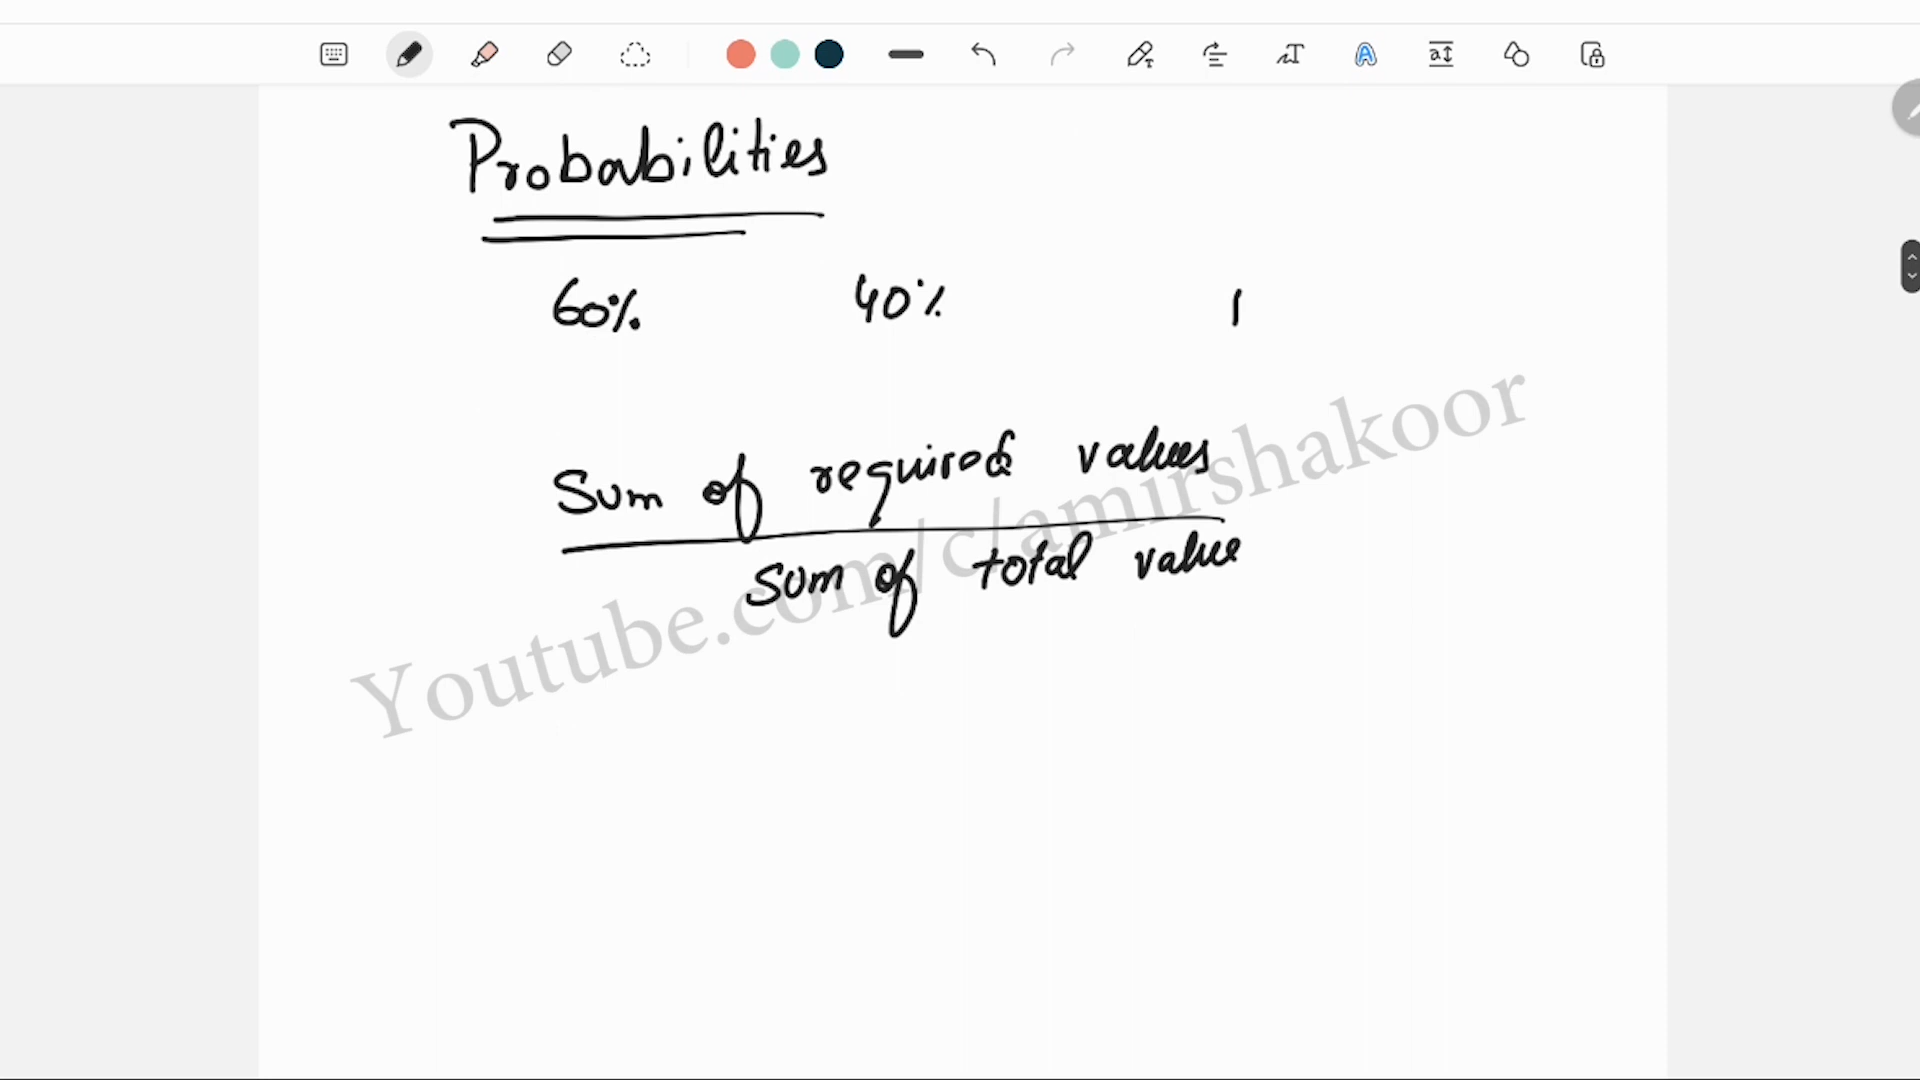 Probabilities
60% 40% 1
Sum of required values
Sum of total value
Youtube.com/c/amirshakoor